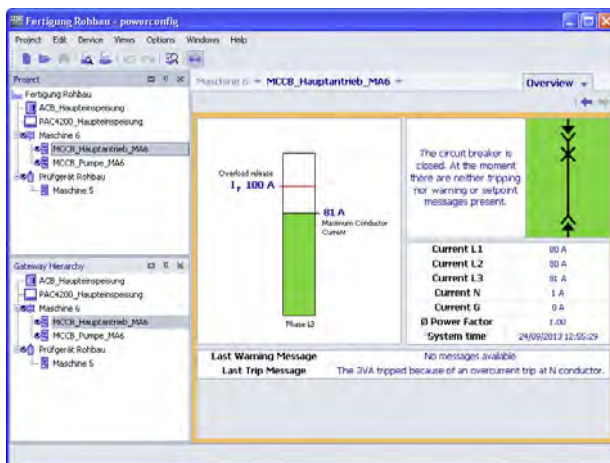 Fertigung Rohbau - powerconfig
Project Edit Device Views Options Windows Help
Project
Fertigung Rohbau
ACB_Haupteinspeisung
PAC4200_Haupteinspeisung
Maschine 6
MCCB_Hauptantrieb_MA6
MCCB_Pumpe_MA6
Prüfgerät Rohbau
Maschine 5
Gateway Hierarchy
ACB_Haupteinspeisung
PAC4200_Haupteinspeisung
Maschine 6
MCCB_Hauptantrieb_MA6
MCCB_Pumpe_MA6
Prüfgerät Rohbau
Maschine 5
Maschine 6 MCCB_Hauptantrieb_MA6 Overview
Overload release
Ir 100 A
81 A
Maximum Conductor
Current
Phase L3
The circuit breaker is
closed. At the moment
there are neither tripping
nor warning or setpoint
messages present.
Current L1 80 A
Current L2 80 A
Current L3 81 A
Current N 1 A
Current G 0 A
Ø Power Factor 1.00
System time 24/09/2013 12:55:29
Last Warning Message No messages available
Last Trip Message The 3VA tripped because of an overcurrent trip at N conductor.